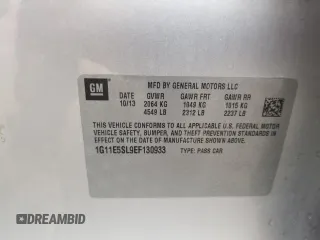 GM
MFD BY GENERAL MOTORS LLC
DATE GVWR GAWR FRT GAWR RR
10/13 2064 KG 1049 KG 1015 KG
4549 LB 2312 LB 2237 LB
THIS VEHICLE CONFORMS TO ALL APPLICABLE U.S. FEDERAL MOTOR
VEHICLE SAFETY, BUMPER, AND THEFT PREVENTION STANDARDS
IN EFFECT ON THE DATE OF MANUFACTURE SHOWN ABOVE.
1G11E5SL9EF130933 TYPE: PASS CAR